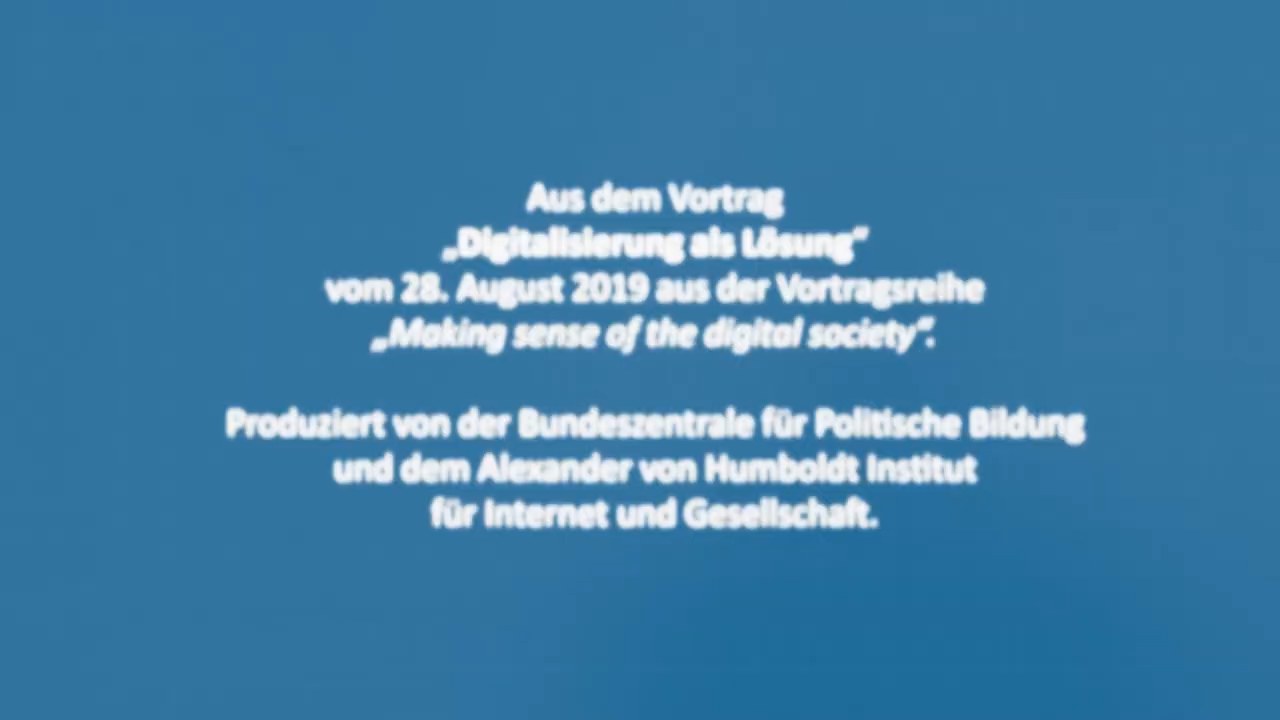 Aus dem Vortrag
„Digitalisierung als Lösung“
vom 28. August 2019 aus der Vortragsreihe
„Making sense of the digital society“.
Produziert von der Bundeszentrale für Politische Bildung
und dem Alexander von Humboldt Institut
für Internet und Gesellschaft.